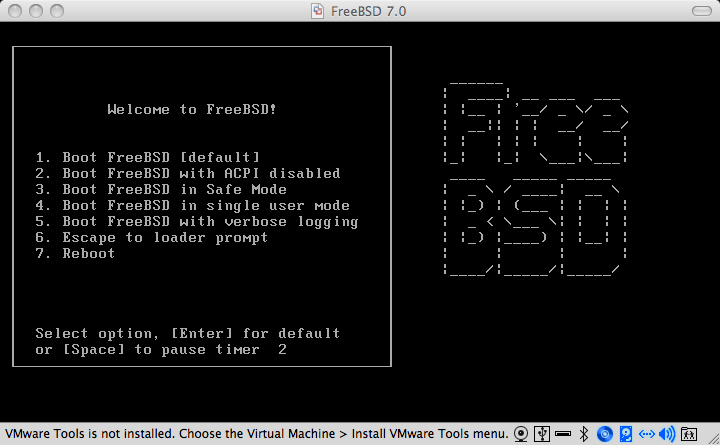 FreeBSD 7.0
Welcome to FreeBSD!
1. Boot FreeBSD [default]
2. Boot FreeBSD with ACPI disabled
3. Boot FreeBSD in Safe Mode
4. Boot FreeBSD in single user mode
5. Boot FreeBSD with verbose logging
6. Escape to loader prompt
7. Reboot
Select option, [Enter] for default
or [Space] to pause timer 2
Free
BSD
VMware Tools is not installed. Choose the Virtual Machine > Install VMware Tools menu.